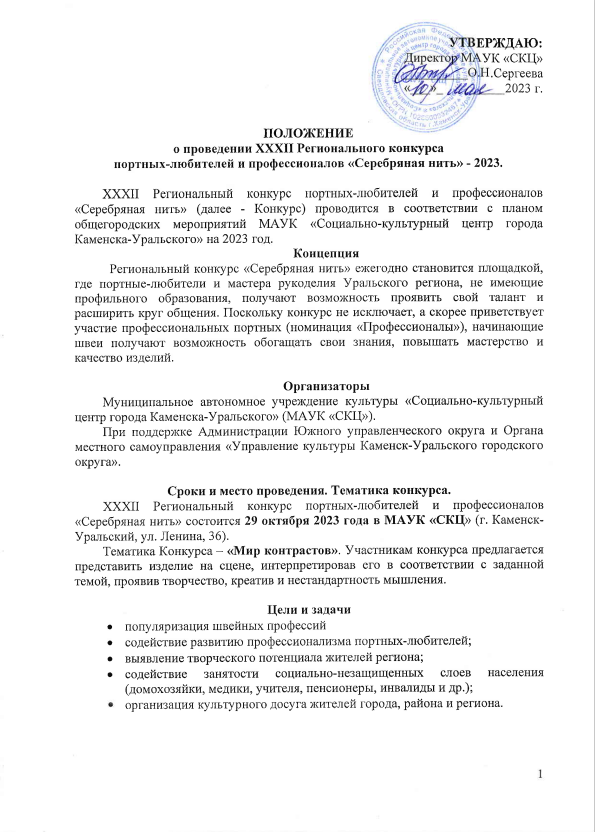 УТВЕРЖДАЮ:
Директор МАУК «СКЦ»
О.Н.Сергеева
«10» мая 2023 г.
ПОЛОЖЕНИЕ
о проведении XXXII Регионального конкурса
портных-любителей и профессионалов «Серебряная нить» - 2023.
XXXII Региональный конкурс портных-любителей и профессионалов
«Серебряная нить» (далее - Конкурс) проводится в соответствии с планом
общегородских мероприятий МАУК «Социально-культурный центр города
Каменска-Уральского» на 2023 год.
Концепция
Региональный конкурс «Серебряная нить» ежегодно становится площадкой,
где портные-любители и мастера рукоделия Уральского региона, не имеющие
профильного образования, получают возможность проявить свой талант и
расширить круг общения. Поскольку конкурс не исключает, а скорее приветствует
участие профессиональных портных (номинация «Профессионалы»), начинающие
швеи получают возможность обогащать свои знания, повышать мастерство и
качество изделий.
Организаторы
Муниципальное автономное учреждение культуры «Социально-культурный
центр города Каменска-Уральского» (МАУК «СКЦ»).
При поддержке Администрации Южного управленческого округа и Органа
местного самоуправления «Управление культуры Каменск-Уральского городского
округа».
Сроки и место проведения. Тематика конкурса.
XXXII Региональный конкурс портных-любителей и профессионалов
«Серебряная нить» состоится 29 октября 2023 года в МАУК «СКЦ» (г. Каменск-
Уральский, ул. Ленина, 36).
Тематика Конкурса – «Мир контрастов». Участникам конкурса предлагается
представить изделие на сцене, интерпретировав его в соответствии с заданной
темой, проявив творчество, креатив и нестандартность мышления.
Цели и задачи
• популяризация швейных профессий
• содействие развитию профессионализма портных-любителей;
• выявление творческого потенциала жителей региона;
• содействие занятости социально-незащищенных слоев населения
(домохозяйки, медики, учителя, пенсионеры, инвалиды и др.);
• организация культурного досуга жителей города, района и региона.
1